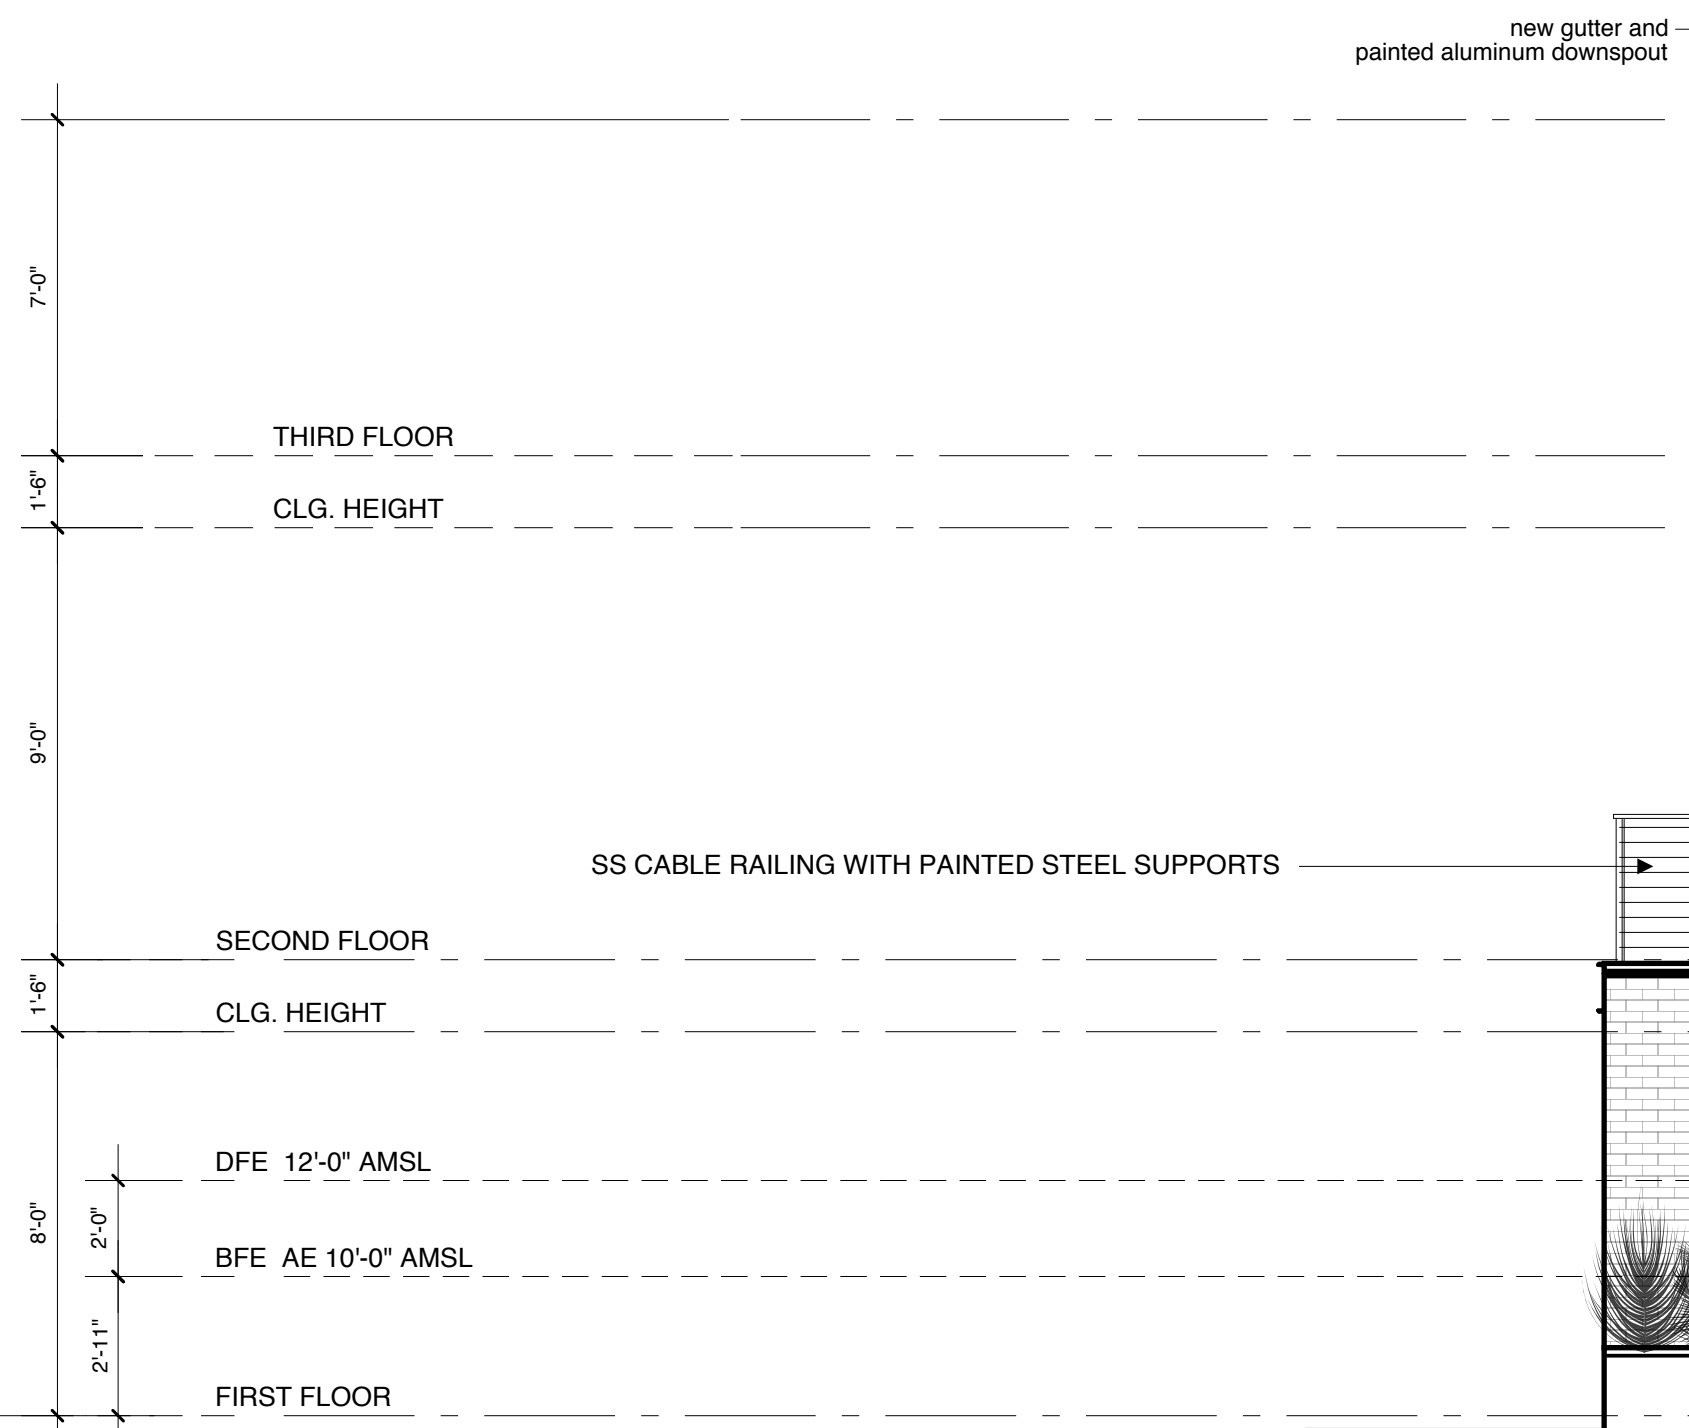 new gutter and
painted aluminum downspout
7'-0"
THIRD FLOOR
1'-6"
CLG. HEIGHT
9'-0"
SS CABLE RAILING WITH PAINTED STEEL SUPPORTS
SECOND FLOOR
1'-6"
CLG. HEIGHT
DFE 12'-0" AMSL
8'-0"
2'-0"
BFE AE 10'-0" AMSL
2'-11"
FIRST FLOOR